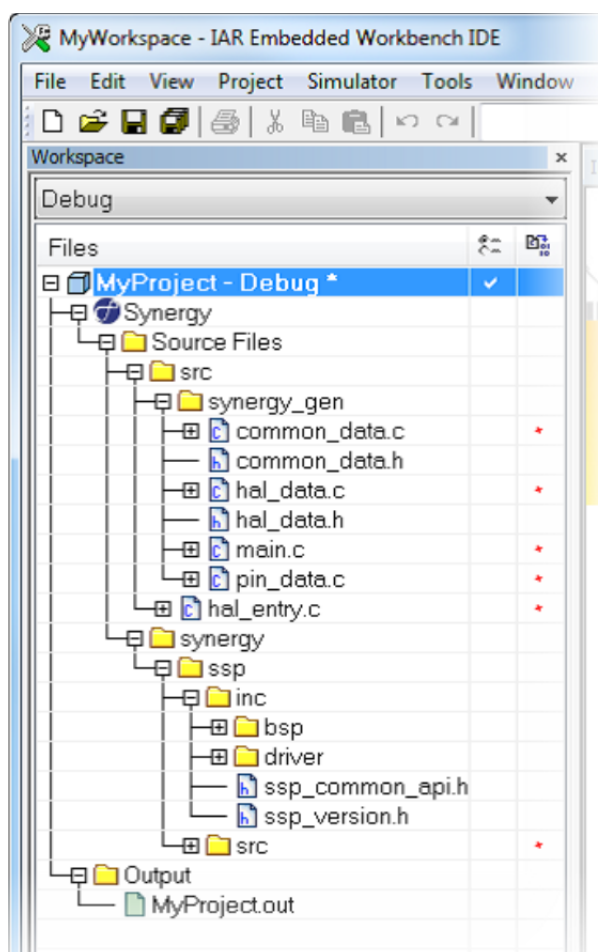 MyWorkspace - IAR Embedded Workbench IDE
File Edit View Project Simulator Tools Window
Workspace
Debug
Files
MyProject - Debug *
Synergy
Source Files
src
synergy_gen
common_data.c
common_data.h
hal_data.c
hal_data.h
main.c
pin_data.c
hal_entry.c
synergy
ssp
inc
bsp
driver
ssp_common_api.h
ssp_version.h
src
Output
MyProject.out